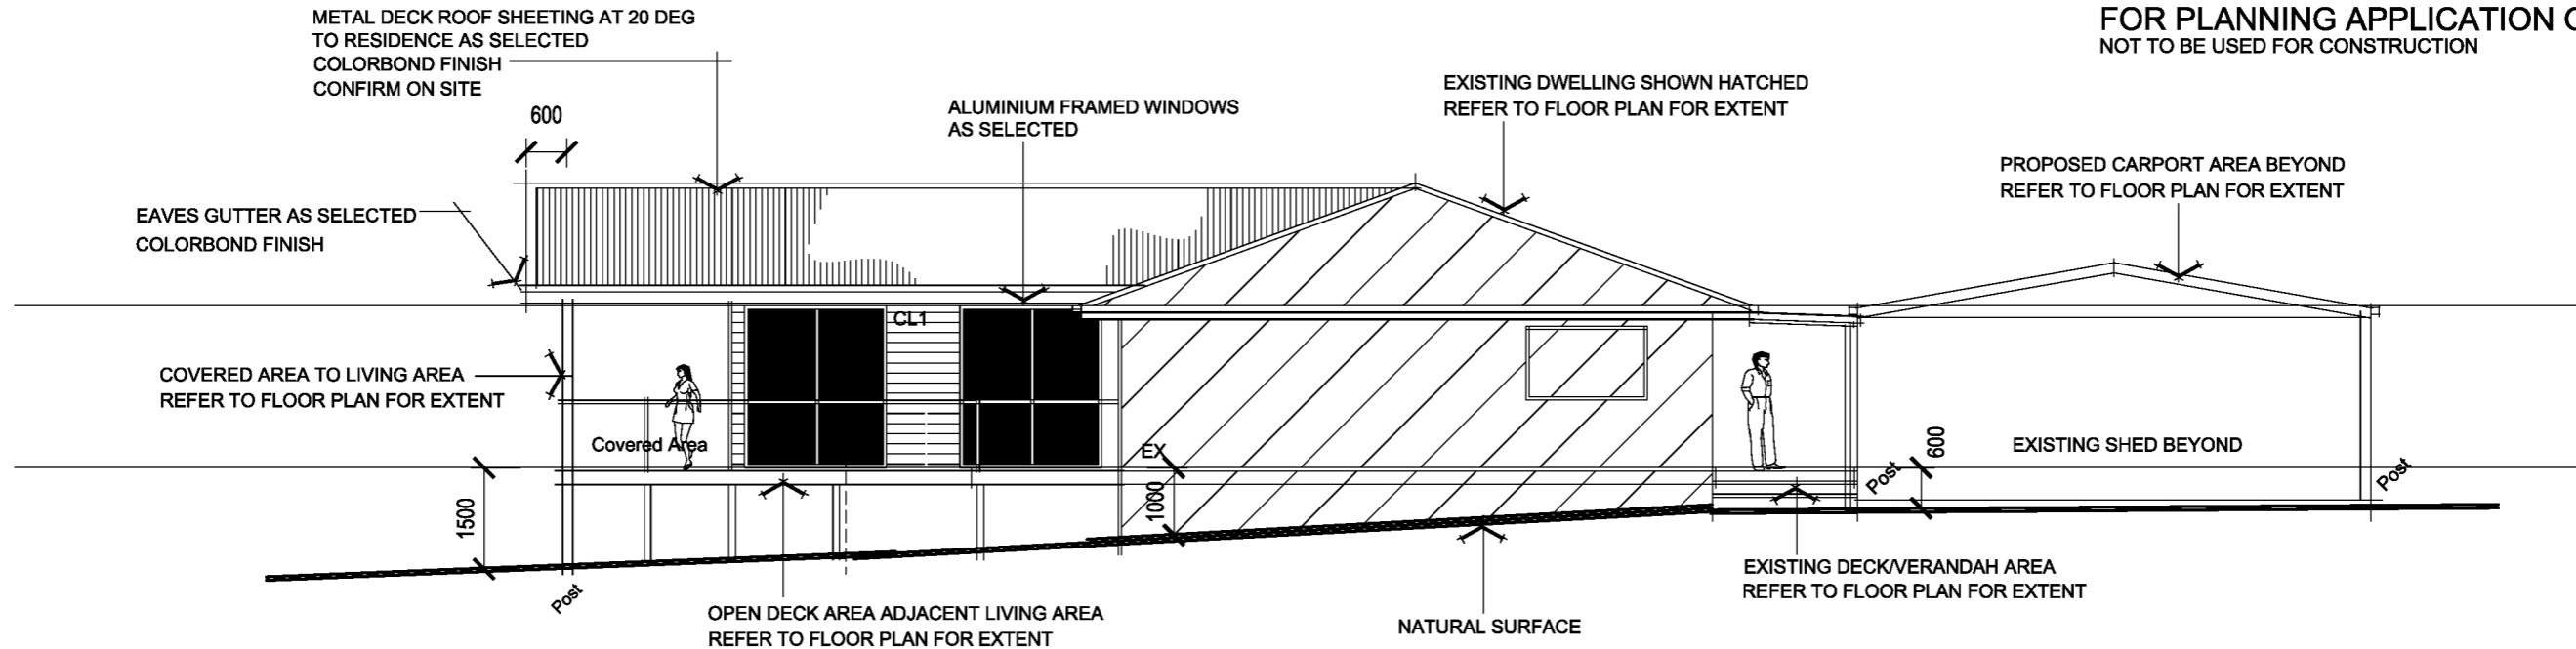 METAL DECK ROOF SHEETING AT 20 DEG
TO RESIDENCE AS SELECTED
COLORBOND FINISH
CONFIRM ON SITE
FOR PLANNING APPLICATION
NOT TO BE USED FOR CONSTRUCTION
600
ALUMINIUM FRAMED WINDOWS
AS SELECTED
EXISTING DWELLING SHOWN HATCHED
REFER TO FLOOR PLAN FOR EXTENT
PROPOSED CARPORT AREA BEYOND
REFER TO FLOOR PLAN FOR EXTENT
EAVES GUTTER AS SELECTED
COLORBOND FINISH
CL1
COVERED AREA TO LIVING AREA
REFER TO FLOOR PLAN FOR EXTENT
Covered Area
EX
600
EXISTING SHED BEYOND
Post
Post
1500
1000
Post
OPEN DECK AREA ADJACENT LIVING AREA
REFER TO FLOOR PLAN FOR EXTENT
NATURAL SURFACE
EXISTING DECK/VERANDAH AREA
REFER TO FLOOR PLAN FOR EXTENT